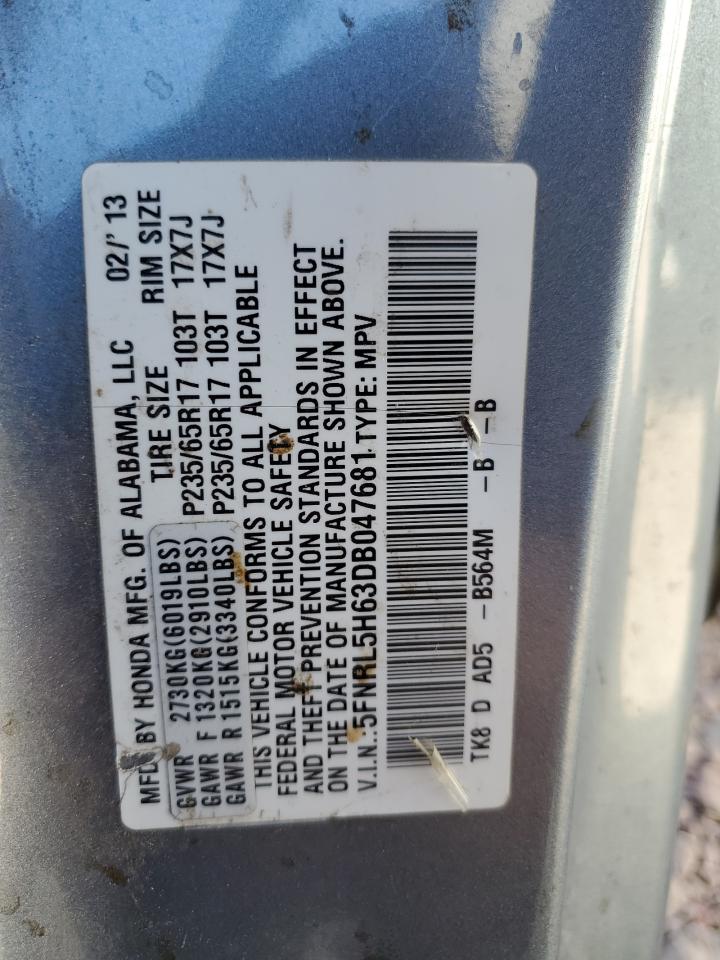 MFD. BY HONDA MFG. OF ALABAMA, LLC 02/'13
TIRE SIZE RIM SIZE
GVWR 2730KG(6019LBS)
GAWR F 1320KG(2910LBS) P235/65R17 103T 17X7J
GAWR R 1515KG(3340LBS) P235/65R17 103T 17X7J
THIS VEHICLE CONFORMS TO ALL APPLICABLE
FEDERAL MOTOR VEHICLE SAFETY
AND THEFT PREVENTION STANDARDS IN EFFECT
ON THE DATE OF MANUFACTURE SHOWN ABOVE.
V.I.N.:5FNRL5H63DB047681 TYPE: MPV
TK8 D AD5 -B564M -B -B